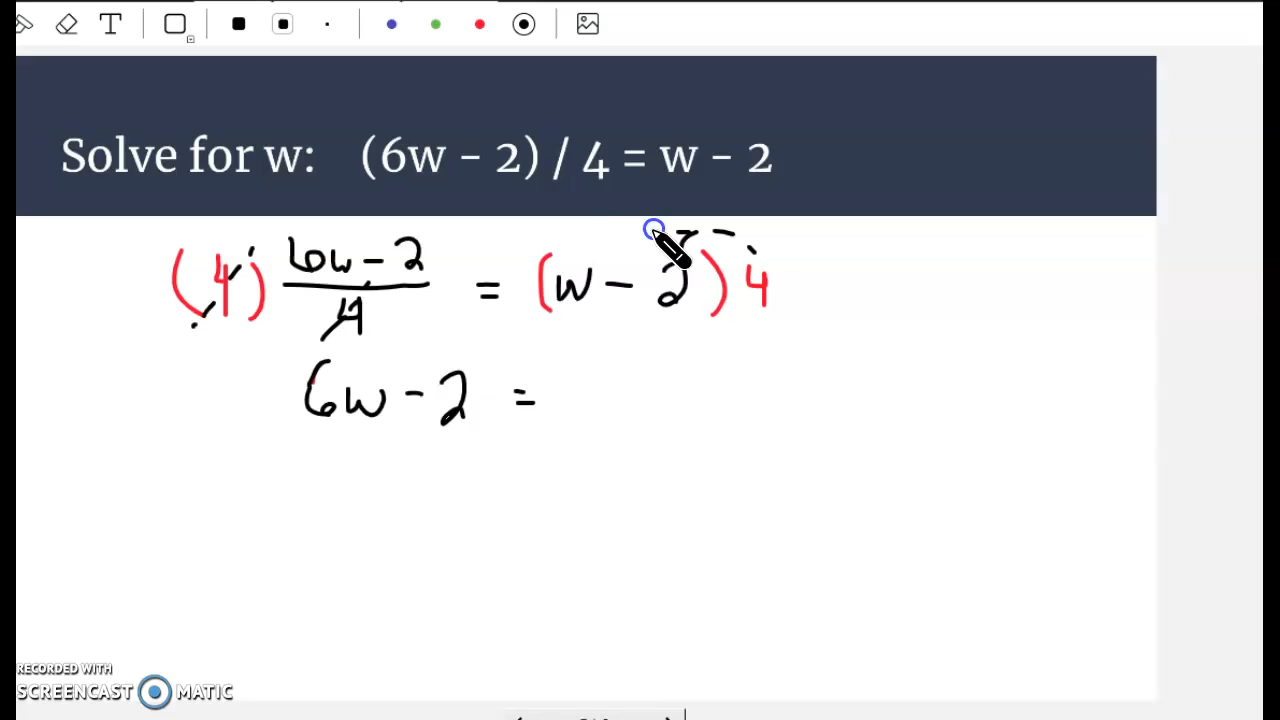 T
Solve for w: (6w - 2) / 4 = w - 2
(4) 6w - 2 = (w - 2) 4
4
6w - 2 =
RECORDED WITH
SCREENCAST MATIC